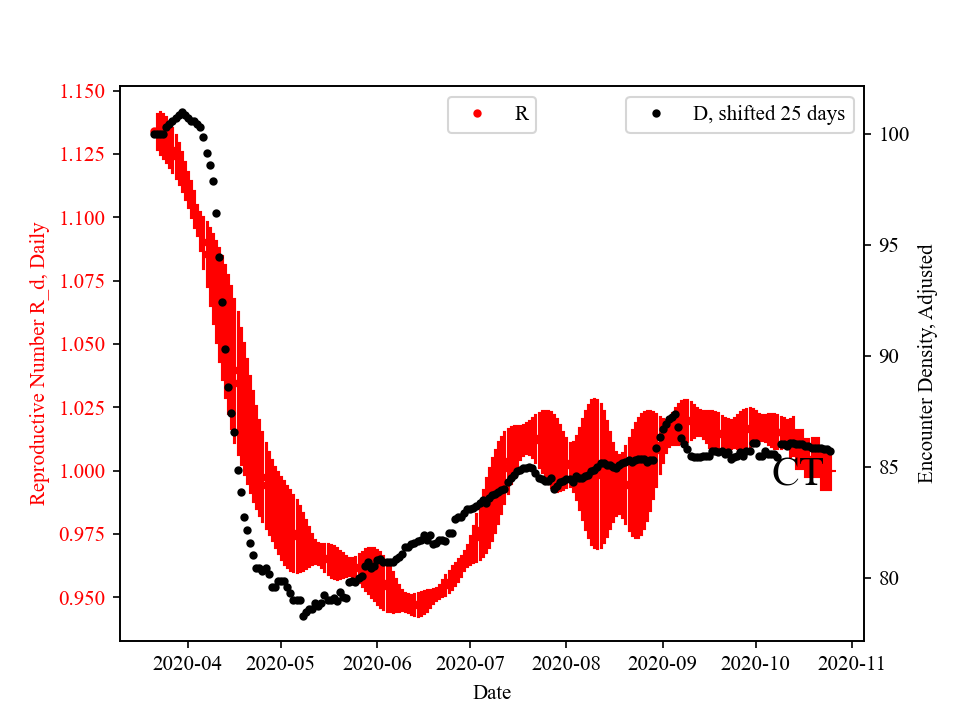 R
D, shifted 25 days
Reproductive Number R_d, Daily
1.150
1.125
1.100
1.075
1.050
1.025
1.000
0.975
0.950
100
95
90
85
80
Encounter Density, Adjusted
CT
2020-04 2020-05 2020-06 2020-07 2020-08 2020-09 2020-10 2020-11
Date